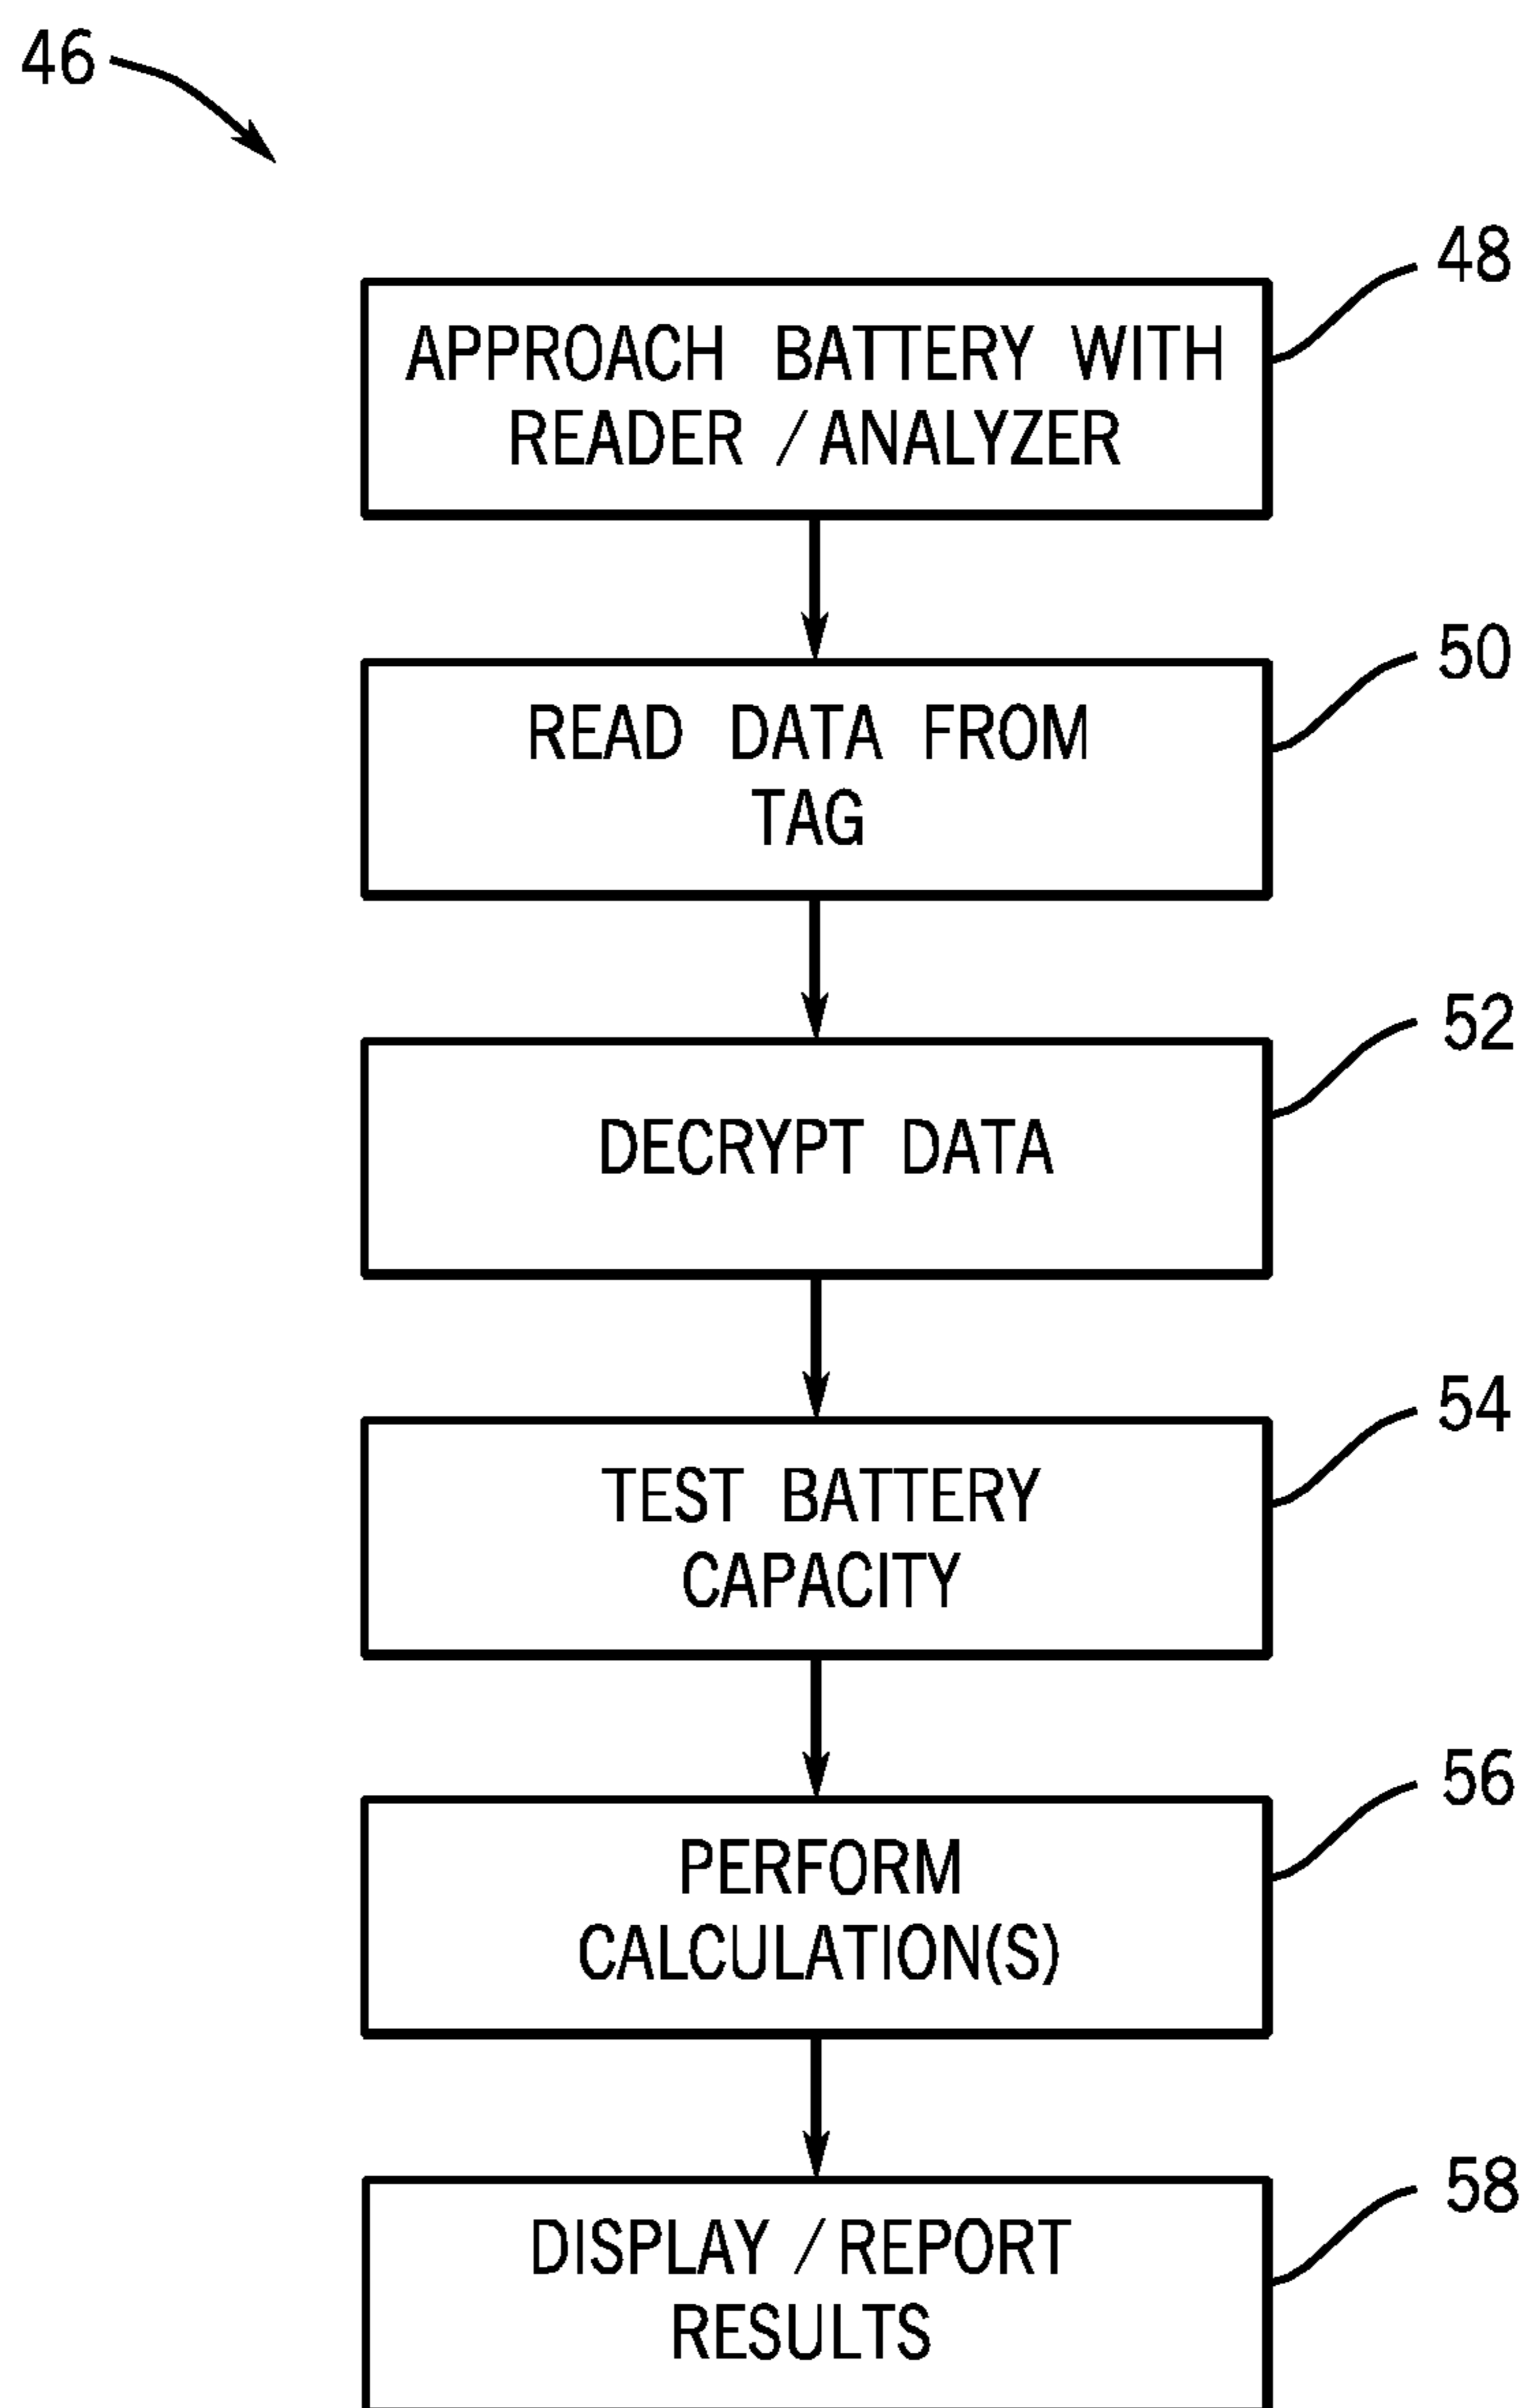 46
48
APPROACH BATTERY WITH
READER / ANALYZER
50
READ DATA FROM
TAG
52
DECRYPT DATA
54
TEST BATTERY
CAPACITY
56
PERFORM
CALCULATION(S)
58
DISPLAY / REPORT
RESULTS